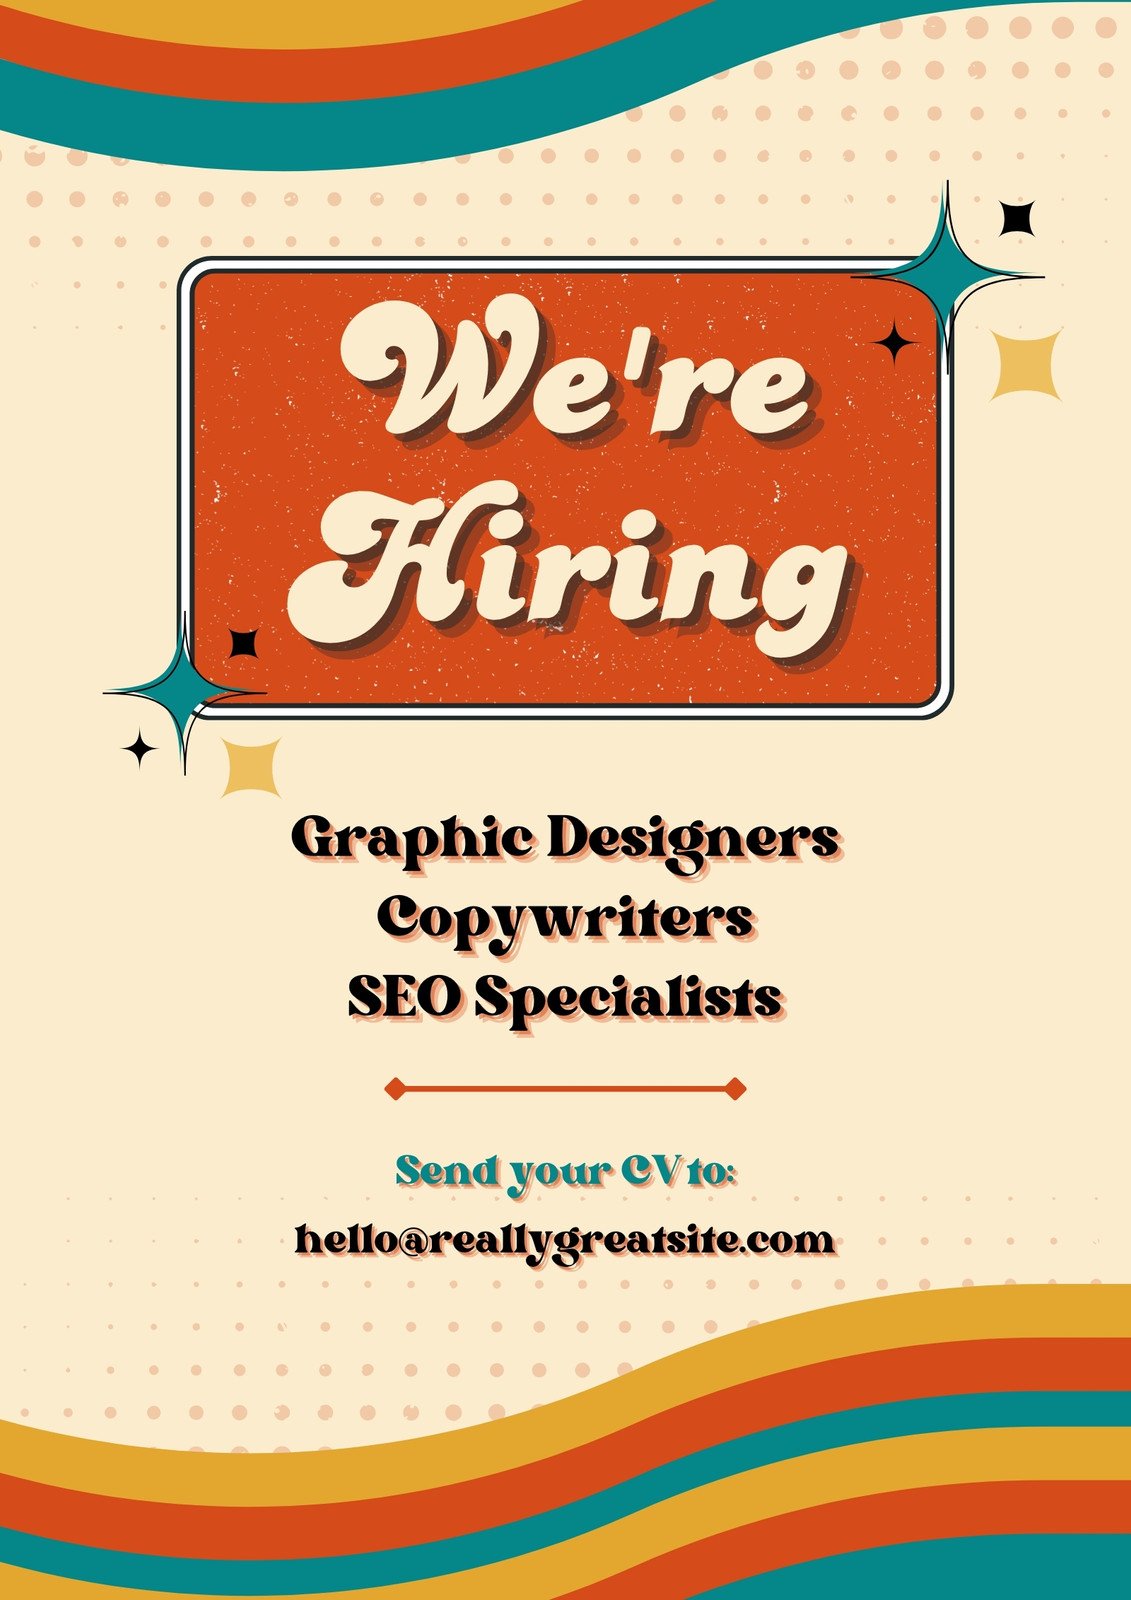 We're
Hiring
Graphic Designers
Copywriters
SEO Specialists
Send your CV to:
hello@reallygreatsite.com